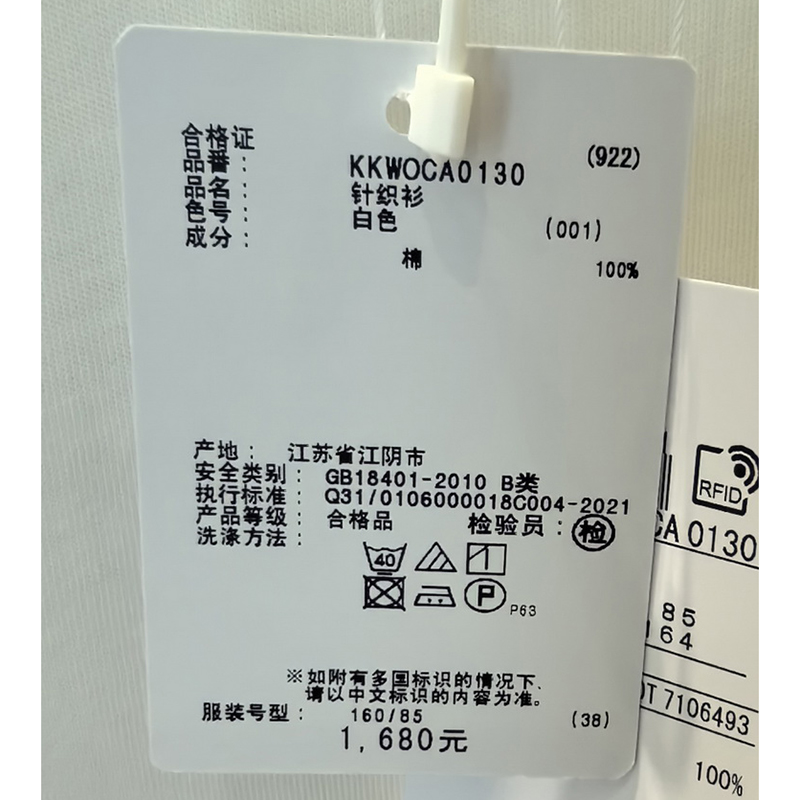 合格证
品番： KKWOCA0130 (922)
品名： 针织衫
色号： 白色 (001)
成分：
棉 100%
产地： 江苏省江阴市
安全类别： GB18401-2010 B类
执行标准： Q31/0106000018C004-2021
产品等级： 合格品 检验员：检
洗涤方法：
40
P
P63
※如附有多国标识的情况下.
请以中文标识的内容为准。
服装号型： 160/85 (38)
1,680元
RFID
CA0130
85
64
OT 7106493
100%